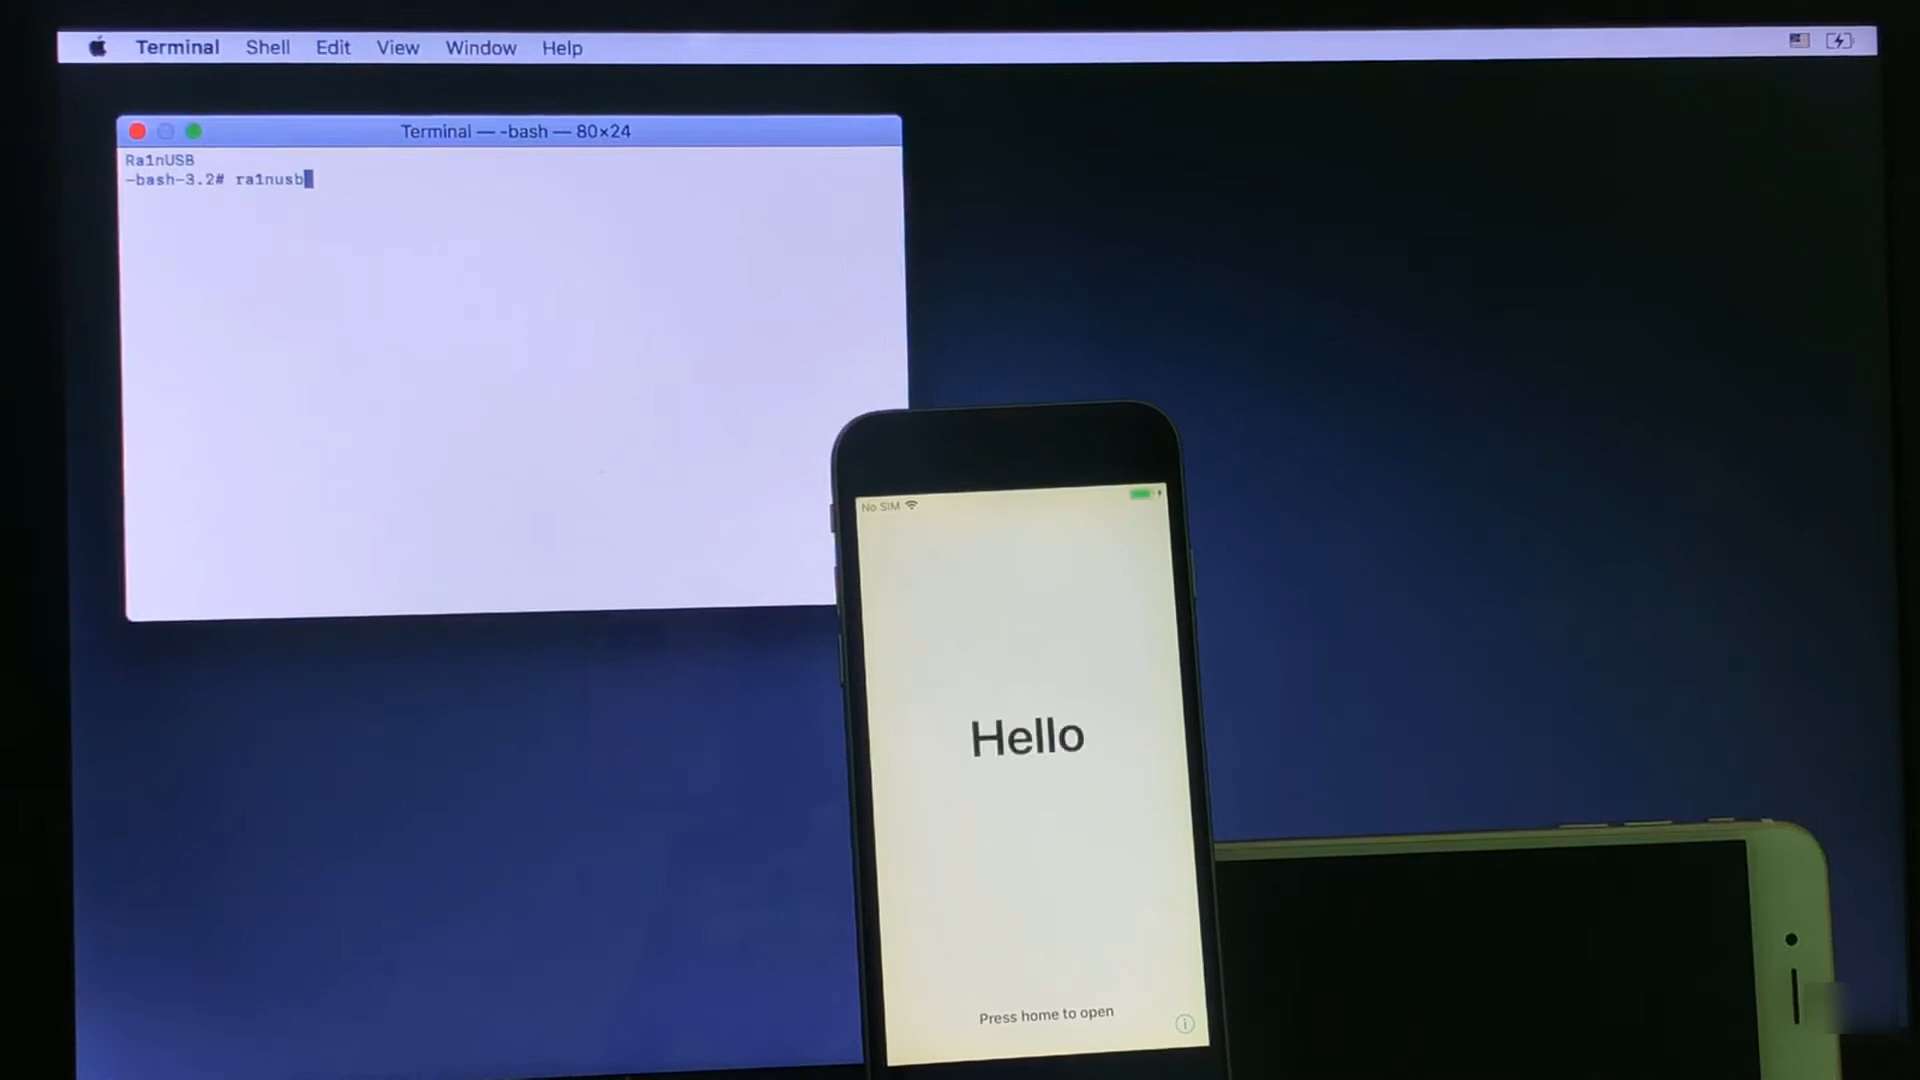 Terminal Shell Edit View Window Help
Terminal — -bash — 80×24
Ra1nUSB
-bash-3.2# ra1nusb
No SIM
Hello
Press home to open